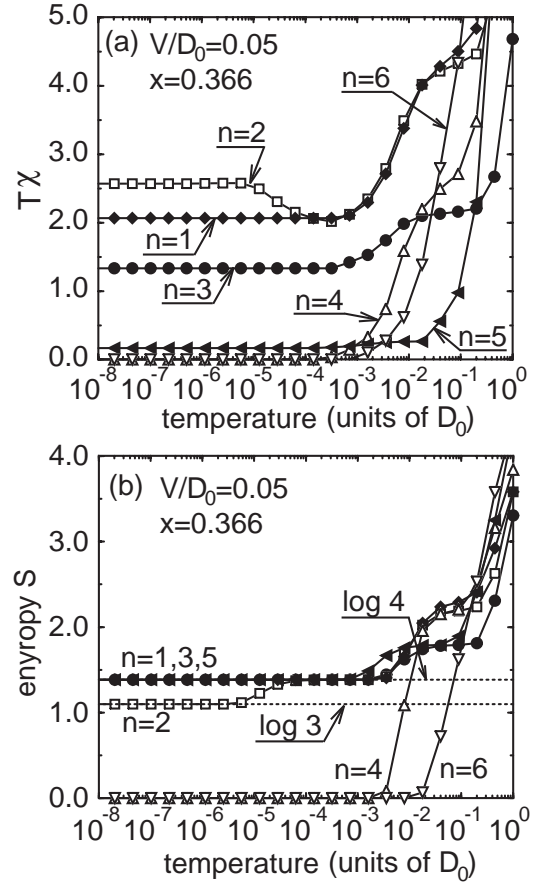 (a) V/D₀=0.05
x=0.366
n=6
n=2
n=1
n=3
n=4
n=5
Tχ
5.0
4.0
3.0
2.0
1.0
0.0
10⁻⁸ 10⁻⁷ 10⁻⁶ 10⁻⁵ 10⁻⁴ 10⁻³ 10⁻² 10⁻¹ 10⁰
temperature (units of D₀)
(b) V/D₀=0.05
x=0.366
log 4
n=1,3,5
n=2
log 3
n=4
n=6
enyropy S
4.0
3.0
2.0
1.0
0.0
10⁻⁸ 10⁻⁷ 10⁻⁶ 10⁻⁵ 10⁻⁴ 10⁻³ 10⁻² 10⁻¹ 10⁰
temperature (units of D₀)